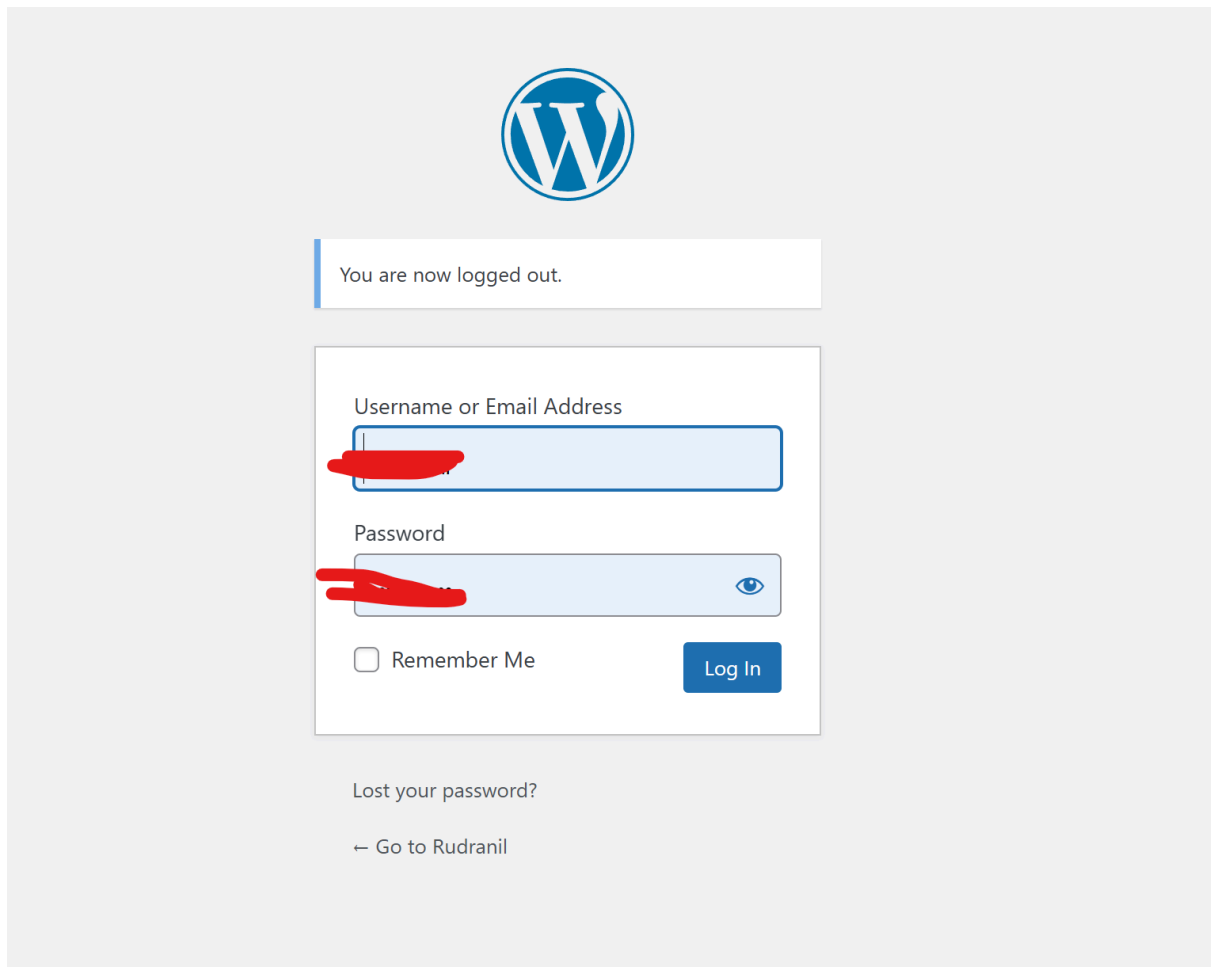 You are now logged out.
Username or Email Address
Password
Remember Me
Log In
Lost your password?
← Go to Rudranil